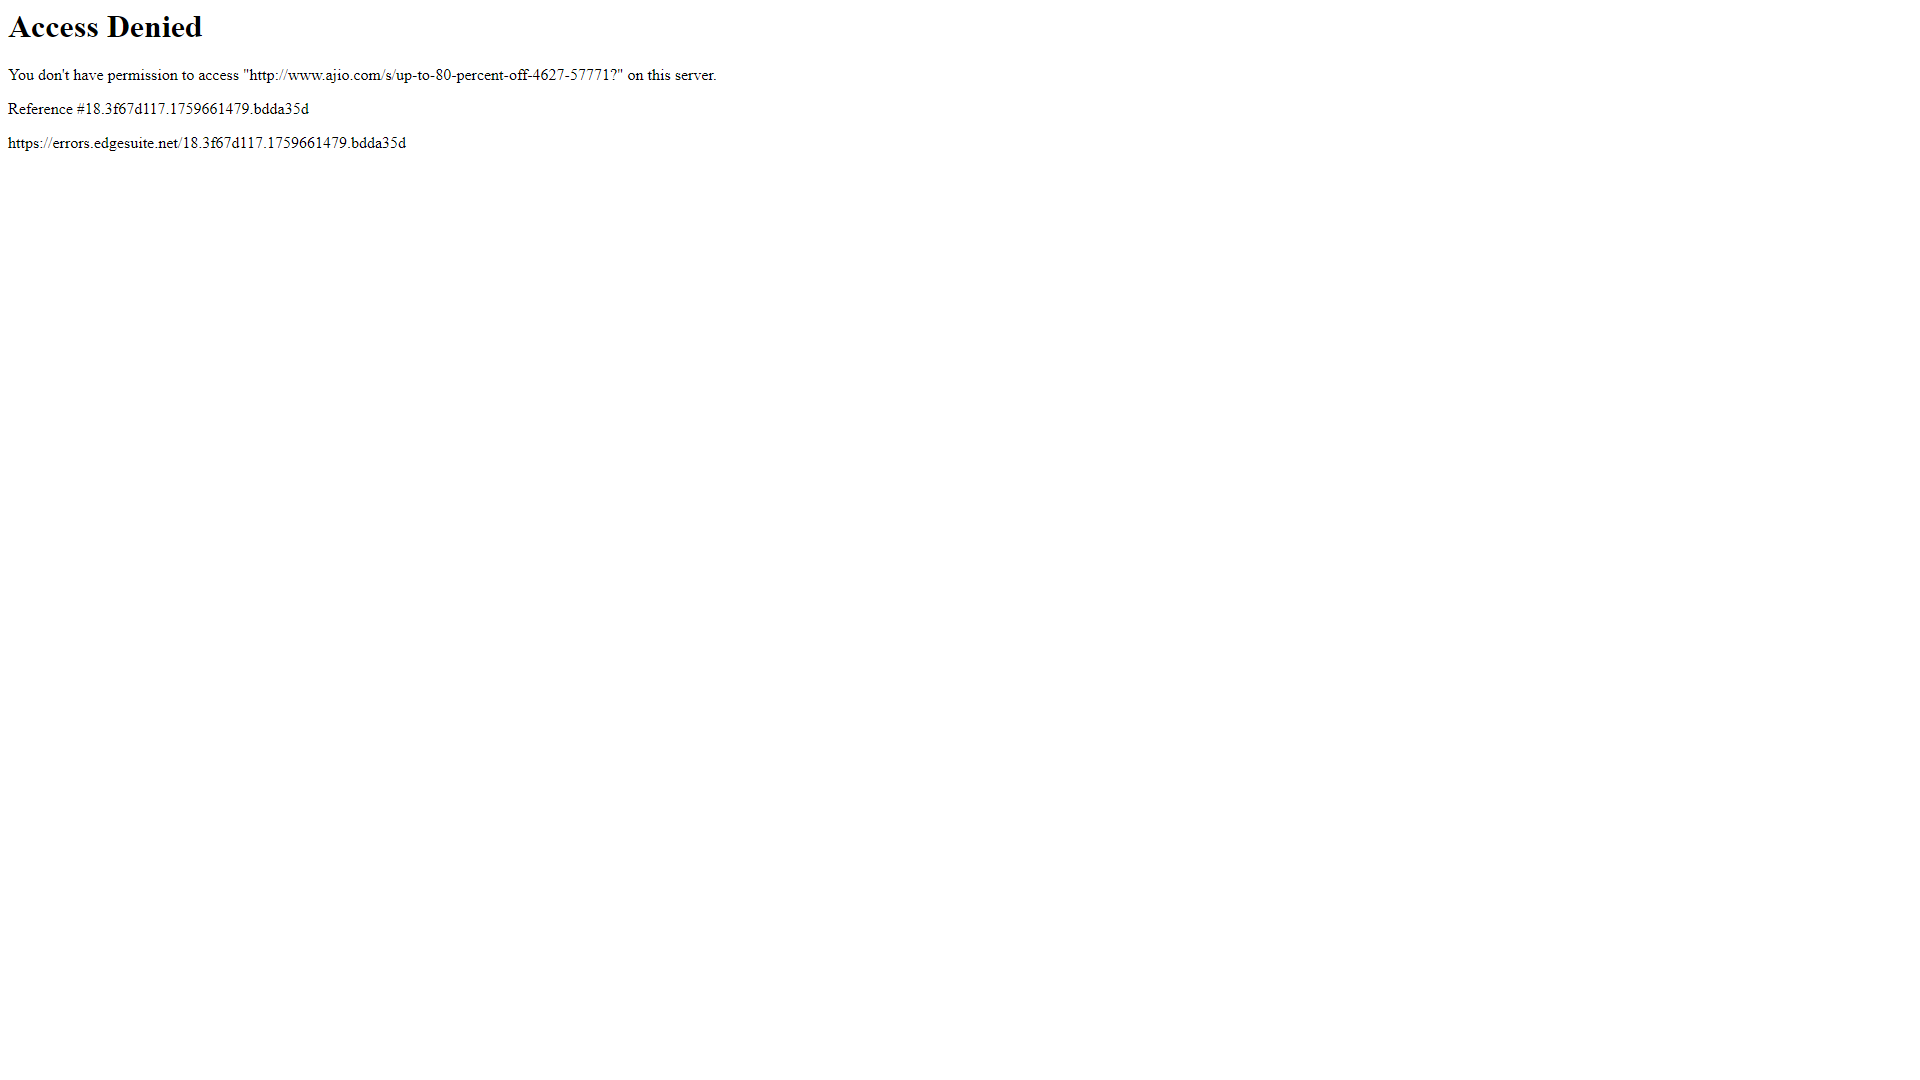 Access Denied
You don't have permission to access "http://www.ajio.com/s/up-to-80-percent-off-4627-57771?" on this server.
Reference #18.3f67d117.1759661479.bdda35d
https://errors.edgesuite.net/18.3f67d117.1759661479.bdda35d